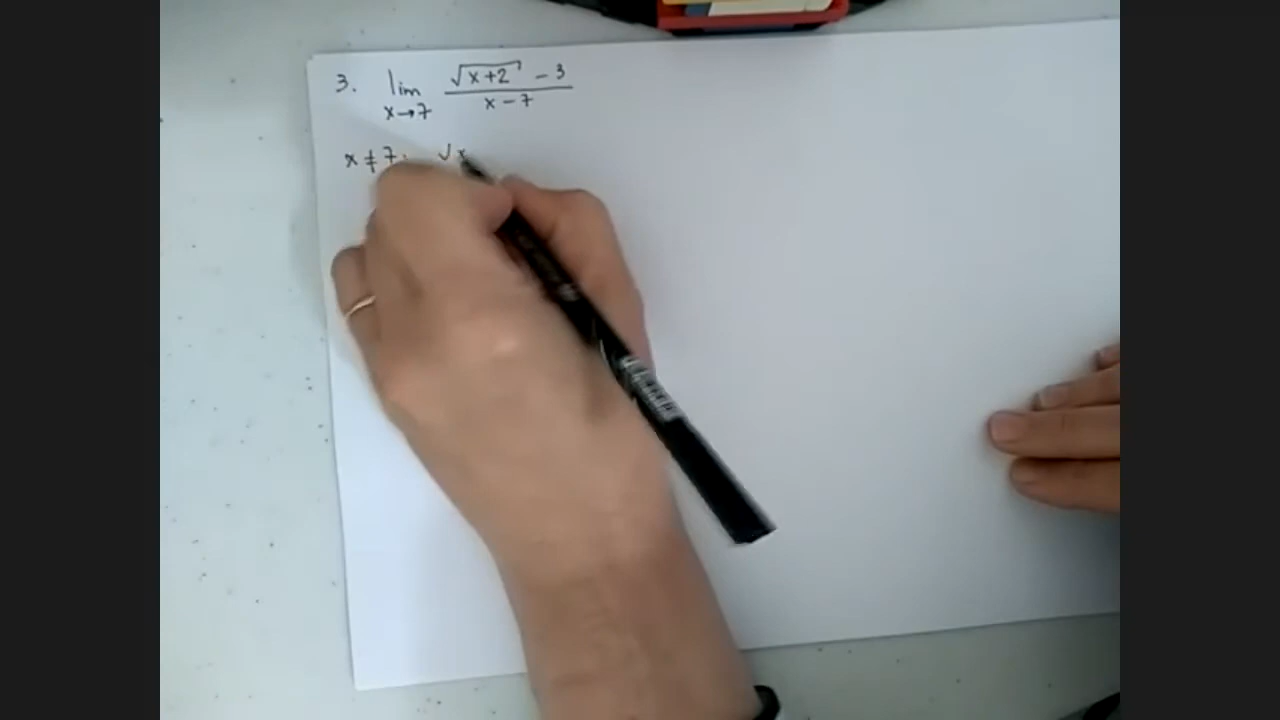 3. lim √x+2 - 3
x→7 x-7
x≠7: √x